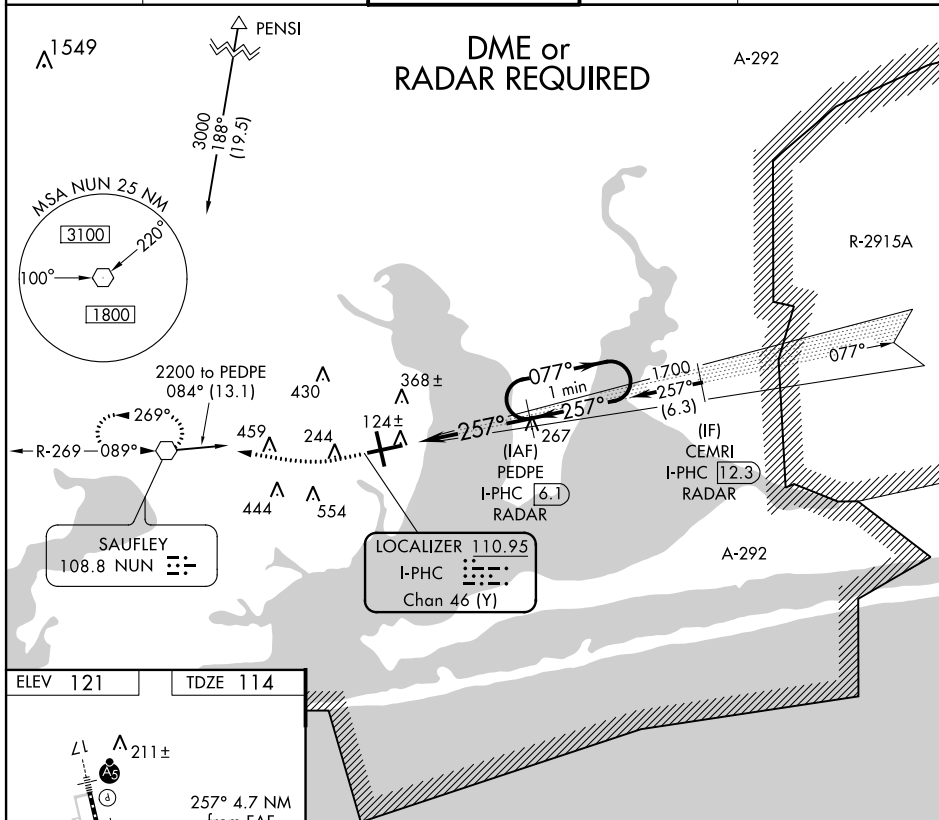 1549
PENSI
DME or
RADAR REQUIRED
A-292
3000
188°
(19.5)
MSA NUN 25 NM
3100
220°
100°
1800
R-2915A
2200 to PEDPE
084° (13.1)
430
368±
077°
1 min
257°
1700
257°
(6.3)
077°
269°
R-269
089°
459
244
124±
257°
267
(IAF)
PEDPE
I-PHC 6.1
RADAR
(IF)
CEMRI
I-PHC 12.3
RADAR
444
554
SAUFLEY
108.8 NUN
LOCALIZER 110.95
I-PHC
Chan 46 (Y)
A-292
ELEV 121
TDZE 114
17
211±
A5
257° 4.7 NM
from FAF